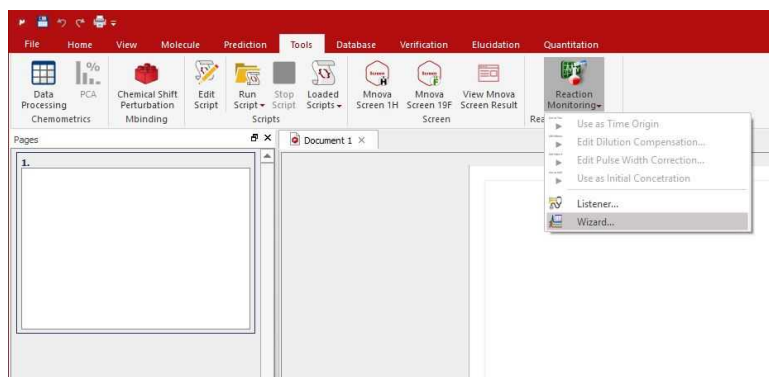 File Home View Molecule Prediction Tools Database Verification Elucidation Quantitation
Data Processing
PCA
Chemometrics
Chemical Shift Perturbation
Mbinding
Edit Script
Run Script
Stop Script
Loaded Scripts
Scripts
Mnova Screen 1H
Mnova Screen 19F
View Mnova Screen Result
Screen
Reaction Monitoring
Rea
Pages
Document 1
1.
Use as Time Origin
Edit Dilution Compensation...
Edit Pulse Width Correction...
Use as Initial Concetration
Listener...
Wizard...